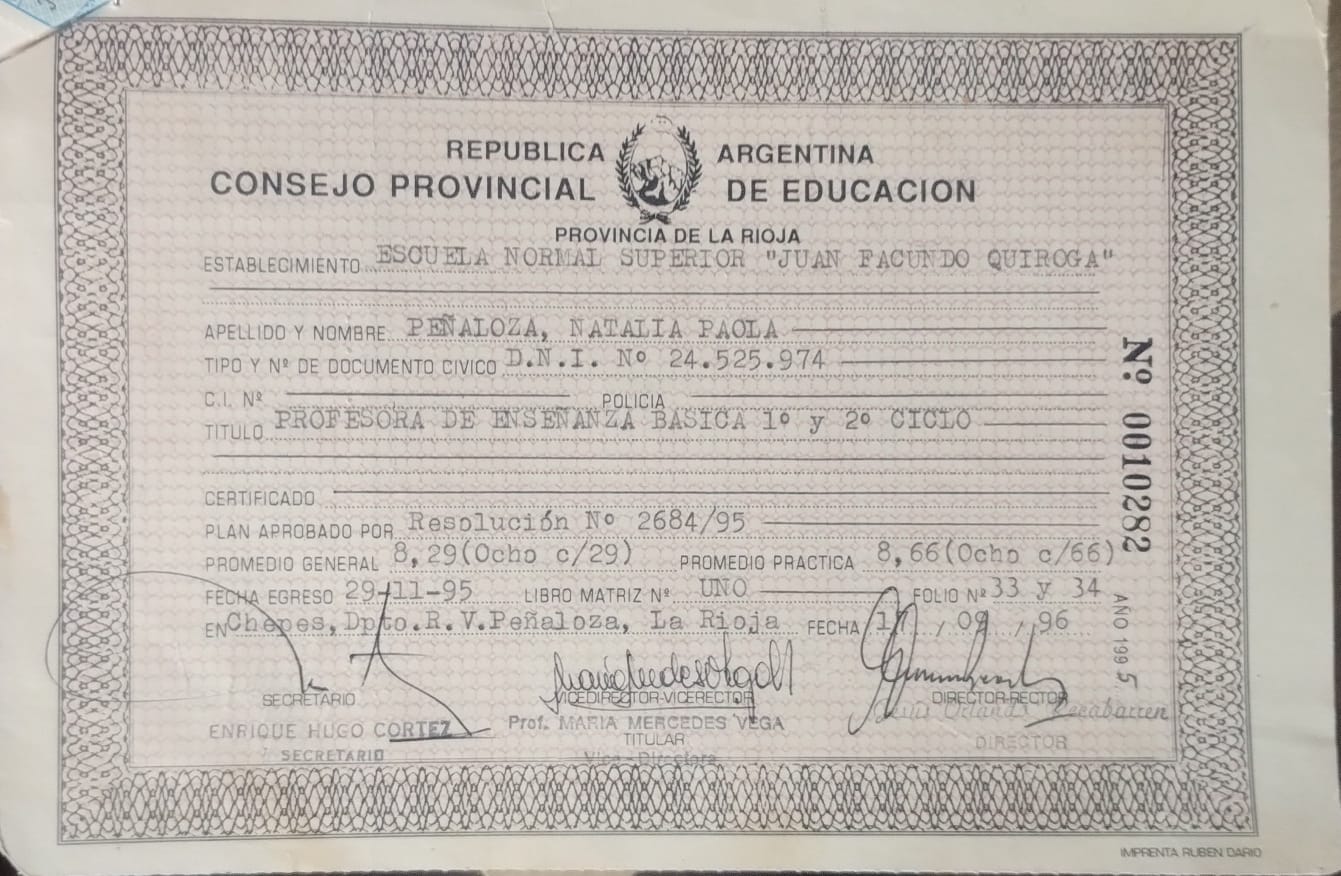 REPUBLICA ARGENTINA
CONSEJO PROVINCIAL DE EDUCACION
PROVINCIA DE LA RIOJA
ESTABLECIMIENTO ESCUELA NORMAL SUPERIOR "JUAN FACUNDO QUIROGA"
APELLIDO Y NOMBRE PEÑALOZA, NATALIA PAOLA
TIPO Y Nº DE DOCUMENTO CIVICO D.N.I. Nº 24.525.974
C.I. Nº POLICIA
TITULO PROFESORA DE ENSEÑANZA BASICA 1º y 2º CICLO
CERTIFICADO
PLAN APROBADO POR Resolución Nº 2684/95
PROMEDIO GENERAL 8,29(Ocho c/29) PROMEDIO PRACTICA 8,66(Ocho c/66)
FECHA EGRESO 29-11-95 LIBRO MATRIZ Nº UNO FOLIO Nº 33 y 34
EN Chepes, Dpto.R.V.Peñaloza, La Rioja FECHA 17, 09, 96
Nº 0010282
AÑO 1995
SECRETARIO VICEDIRECTOR-VICERECTOR DIRECTOR-RECTOR
ENRIQUE HUGO CORTEZ Prof. MARIA MERCEDES VEGA Jesús Orlando
SECRETARIO TITULAR DIRECTOR
Vice - Directora
IMPRENTA RUBEN DARIO